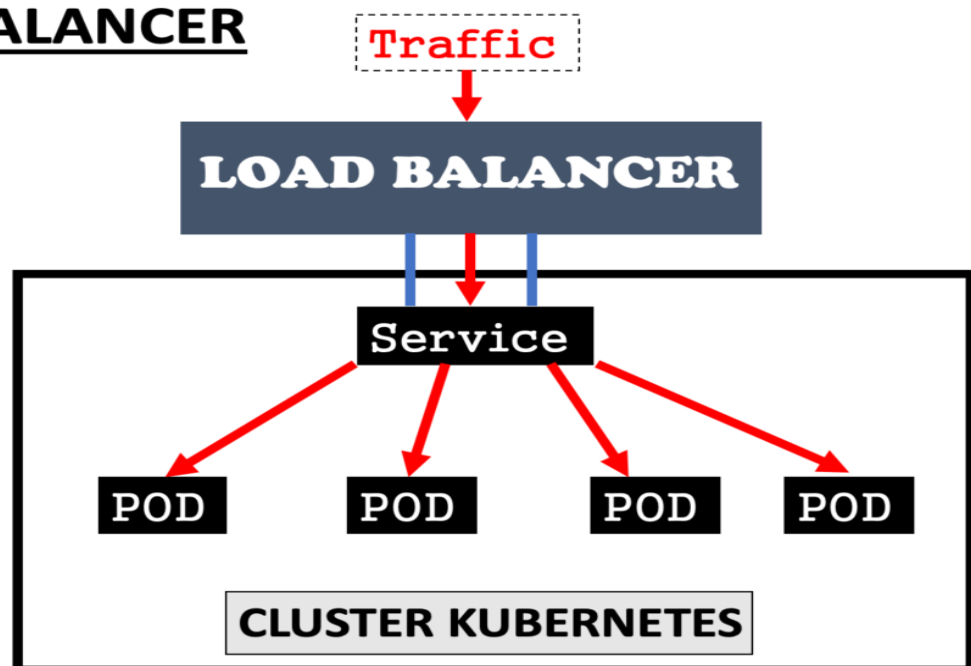 ALANCER
Traffic
LOAD BALANCER
Service
POD POD POD POD
CLUSTER KUBERNETES